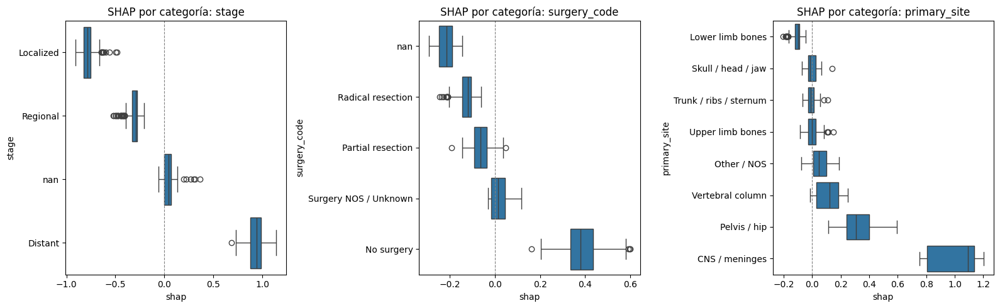 SHAP por categoría: stage
stage
Localized
Regional
nan
Distant
−1.0 −0.5 0.0 0.5 1.0
shap
SHAP por categoría: surgery_code
surgery_code
nan
Radical resection
Partial resection
Surgery NOS / Unknown
No surgery
−0.2 0.0 0.2 0.4 0.6
shap
SHAP por categoría: primary_site
primary_site
Lower limb bones
Skull / head / jaw
Trunk / ribs / sternum
Upper limb bones
Other / NOS
Vertebral column
Pelvis / hip
CNS / meninges
−0.2 0.0 0.2 0.4 0.6 0.8 1.0 1.2
shap